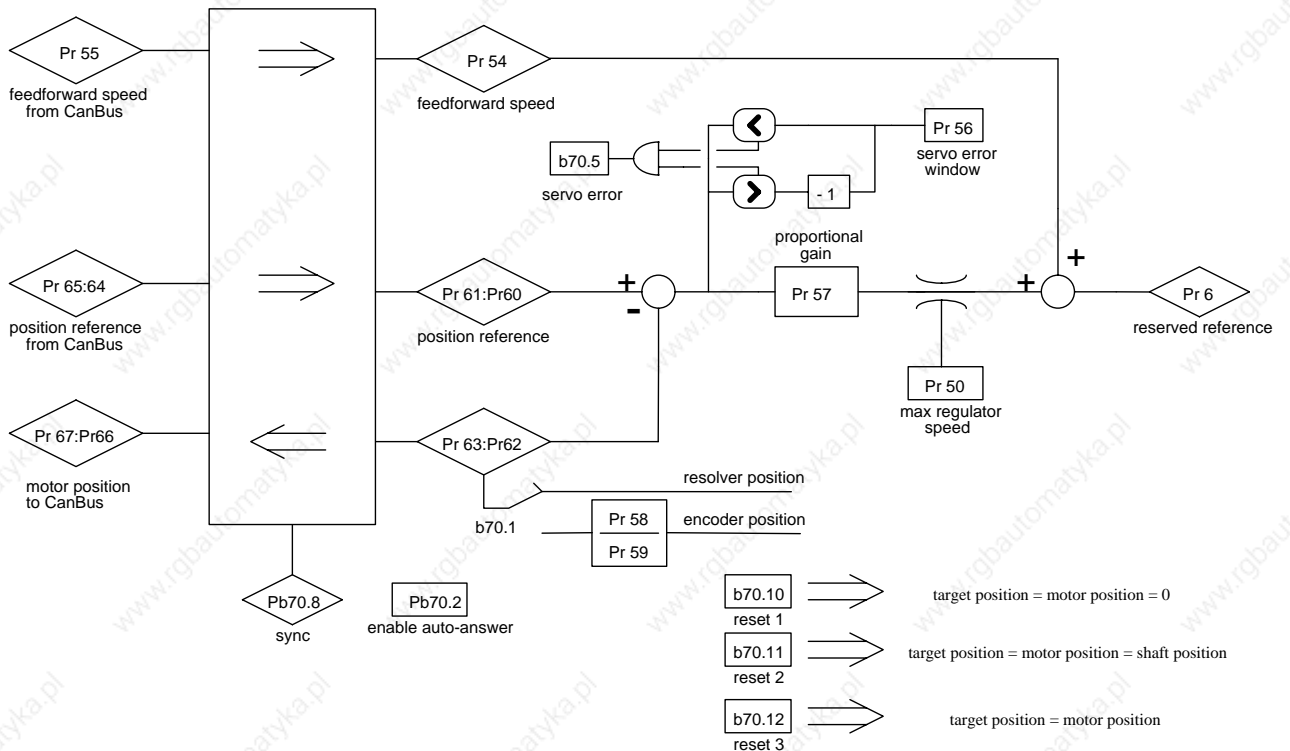 Pr 55
feedforward speed
from CanBus
Pr 54
feedforward speed
b70.5
servo error
<
>
- 1
Pr 56
servo error
window
Pr 65:64
position reference
from CanBus
Pr 61:Pr60
position reference
+
-
proportional
gain
Pr 57
+
+
Pr 6
reserved reference
Pr 50
max regulator
speed
Pr 67:Pr66
motor position
to CanBus
Pr 63:Pr62
resolver position
b70.1
Pr 58
Pr 59
encoder position
Pb70.8
sync
Pb70.2
enable auto-answer
b70.10
reset 1
target position = motor position = 0
b70.11
reset 2
target position = motor position = shaft position
b70.12
reset 3
target position = motor position
www.rgbautomatyka.pl